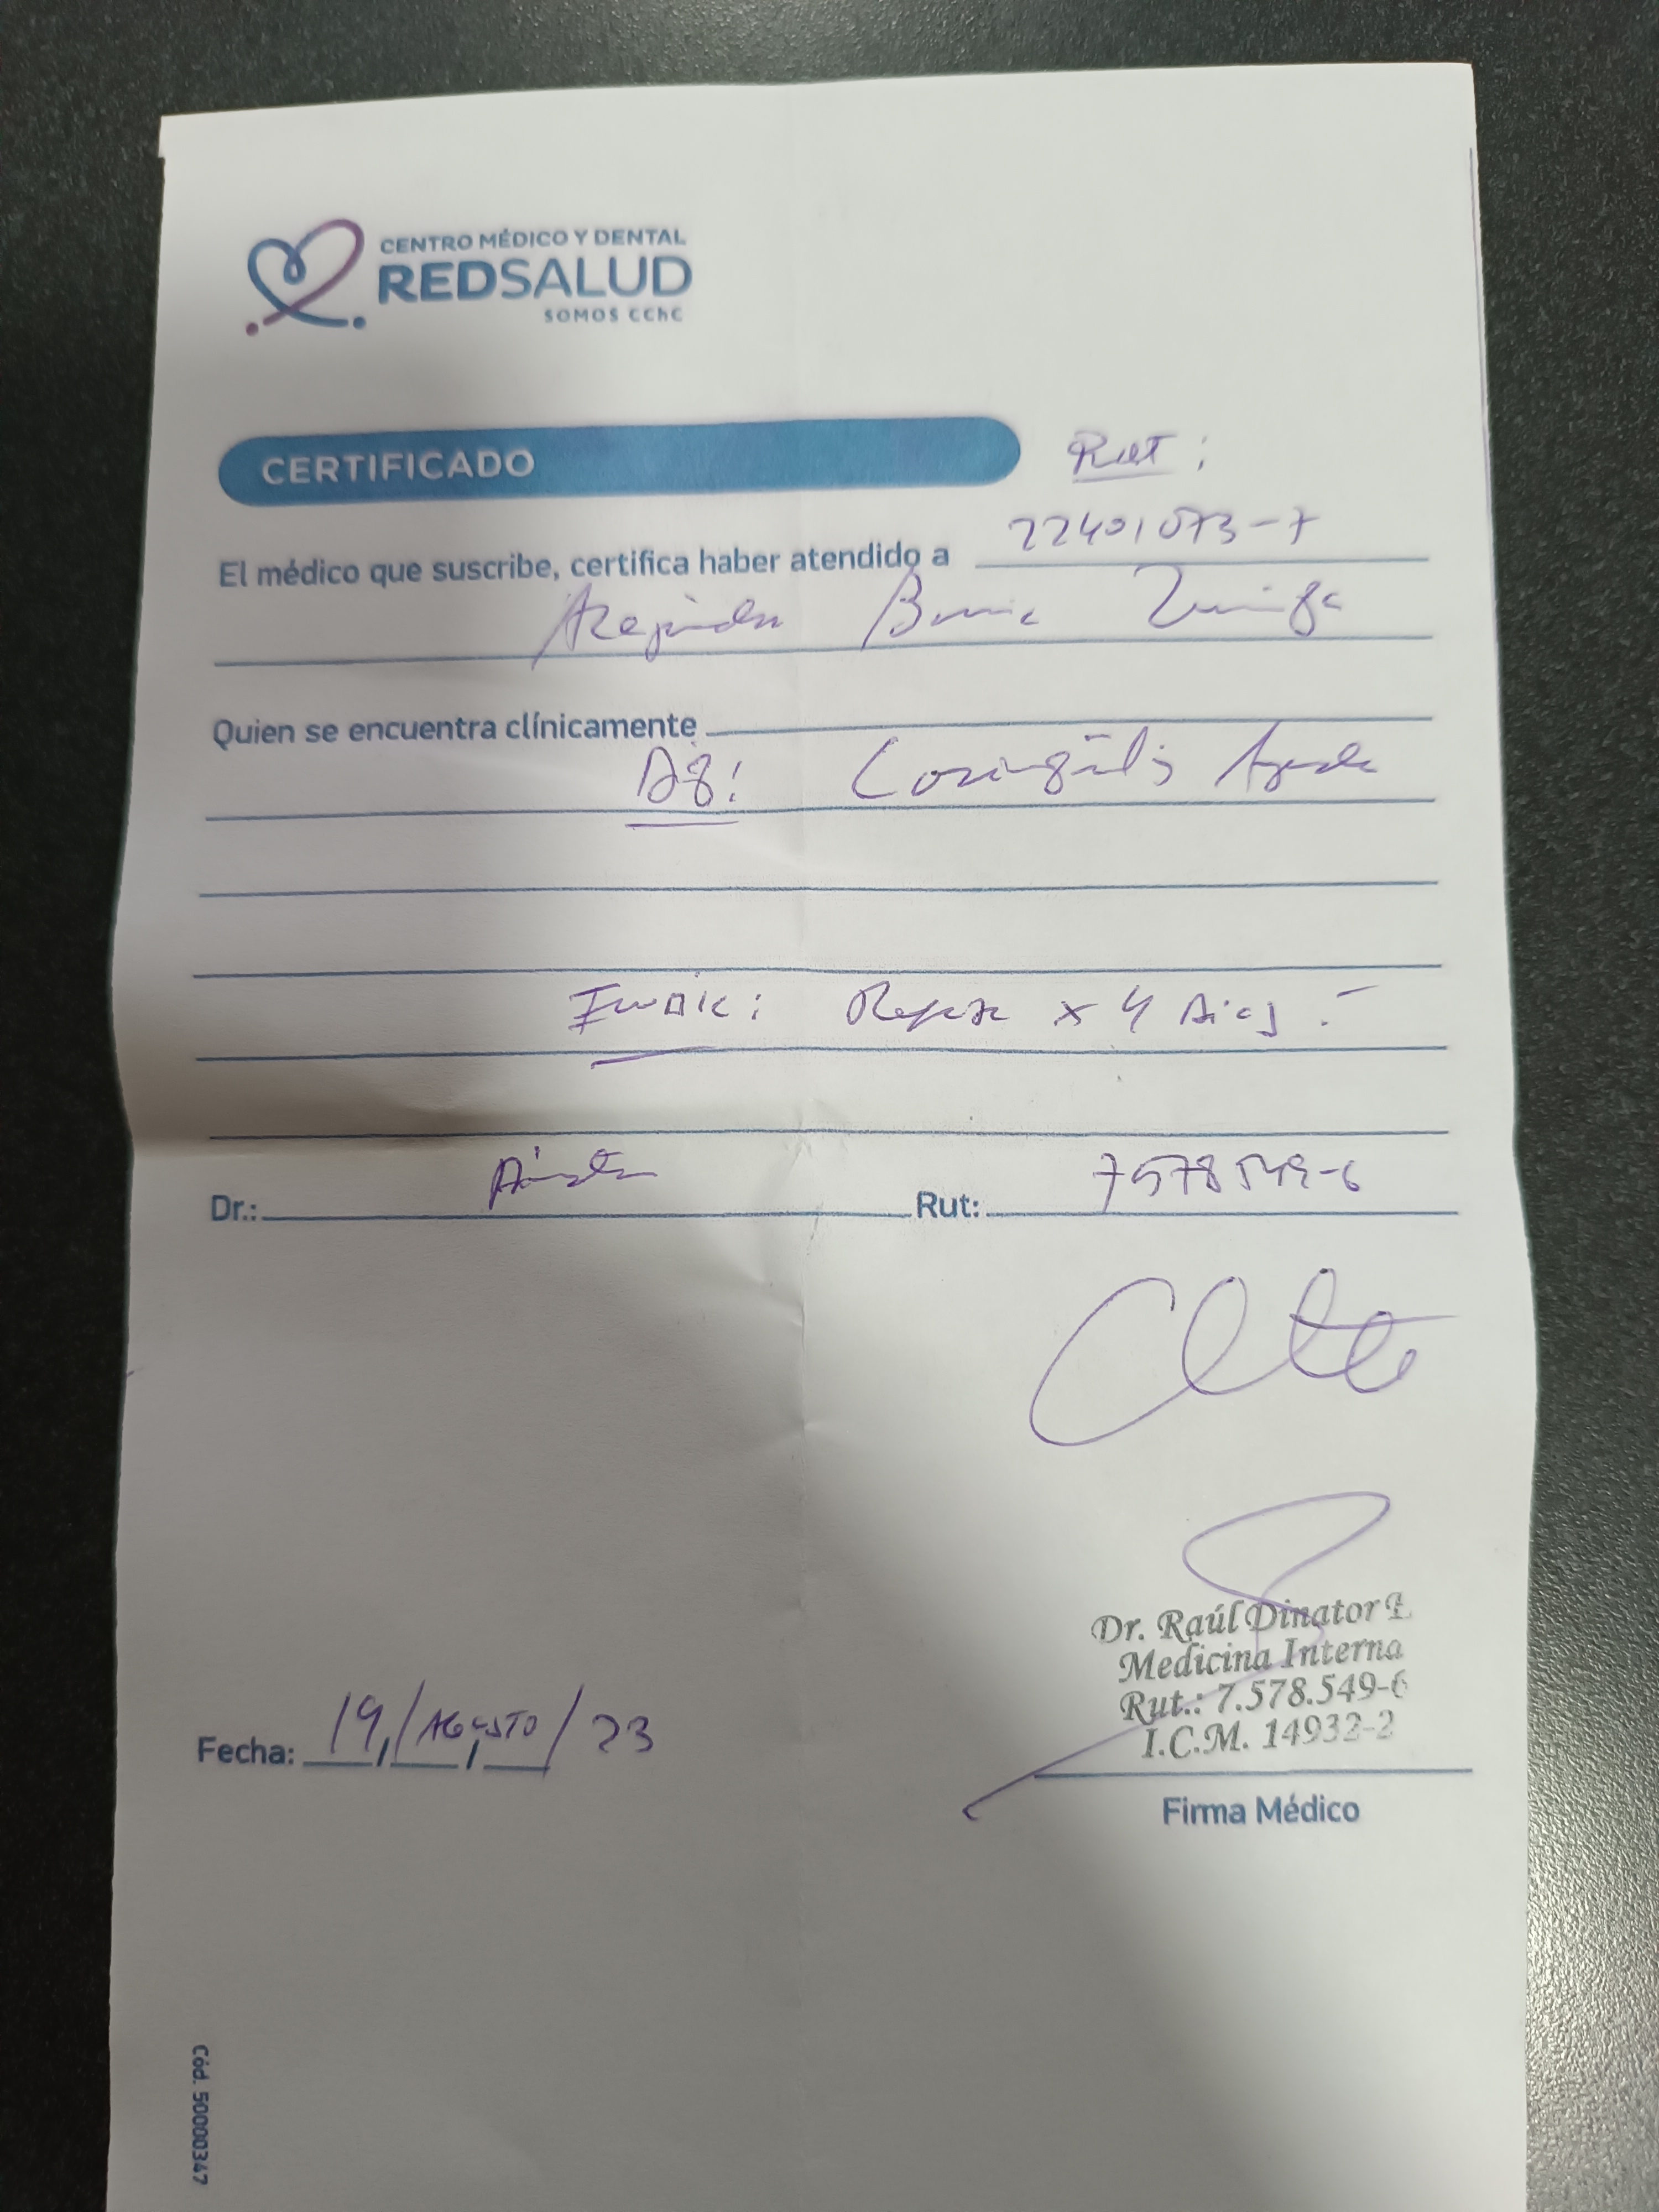 CENTRO MÉDICO Y DENTAL
REDSALUD
SOMOS CChC
CERTIFICADO
Rut:
El médico que suscribe, certifica haber atendido a 22401073-7
Quien se encuentra clínicamente
Dg: Laringitis Aguda
Indic: Reposo x 4 Días.-
Dr.: Dinator Rut: 7578549-6
Dr. Raúl Dinator
Medicina Interna
Rut.: 7.578.549-6
I.C.M. 14932-2
Fecha: 19/AGOSTO/23
Firma Médico
Cód. 50000347